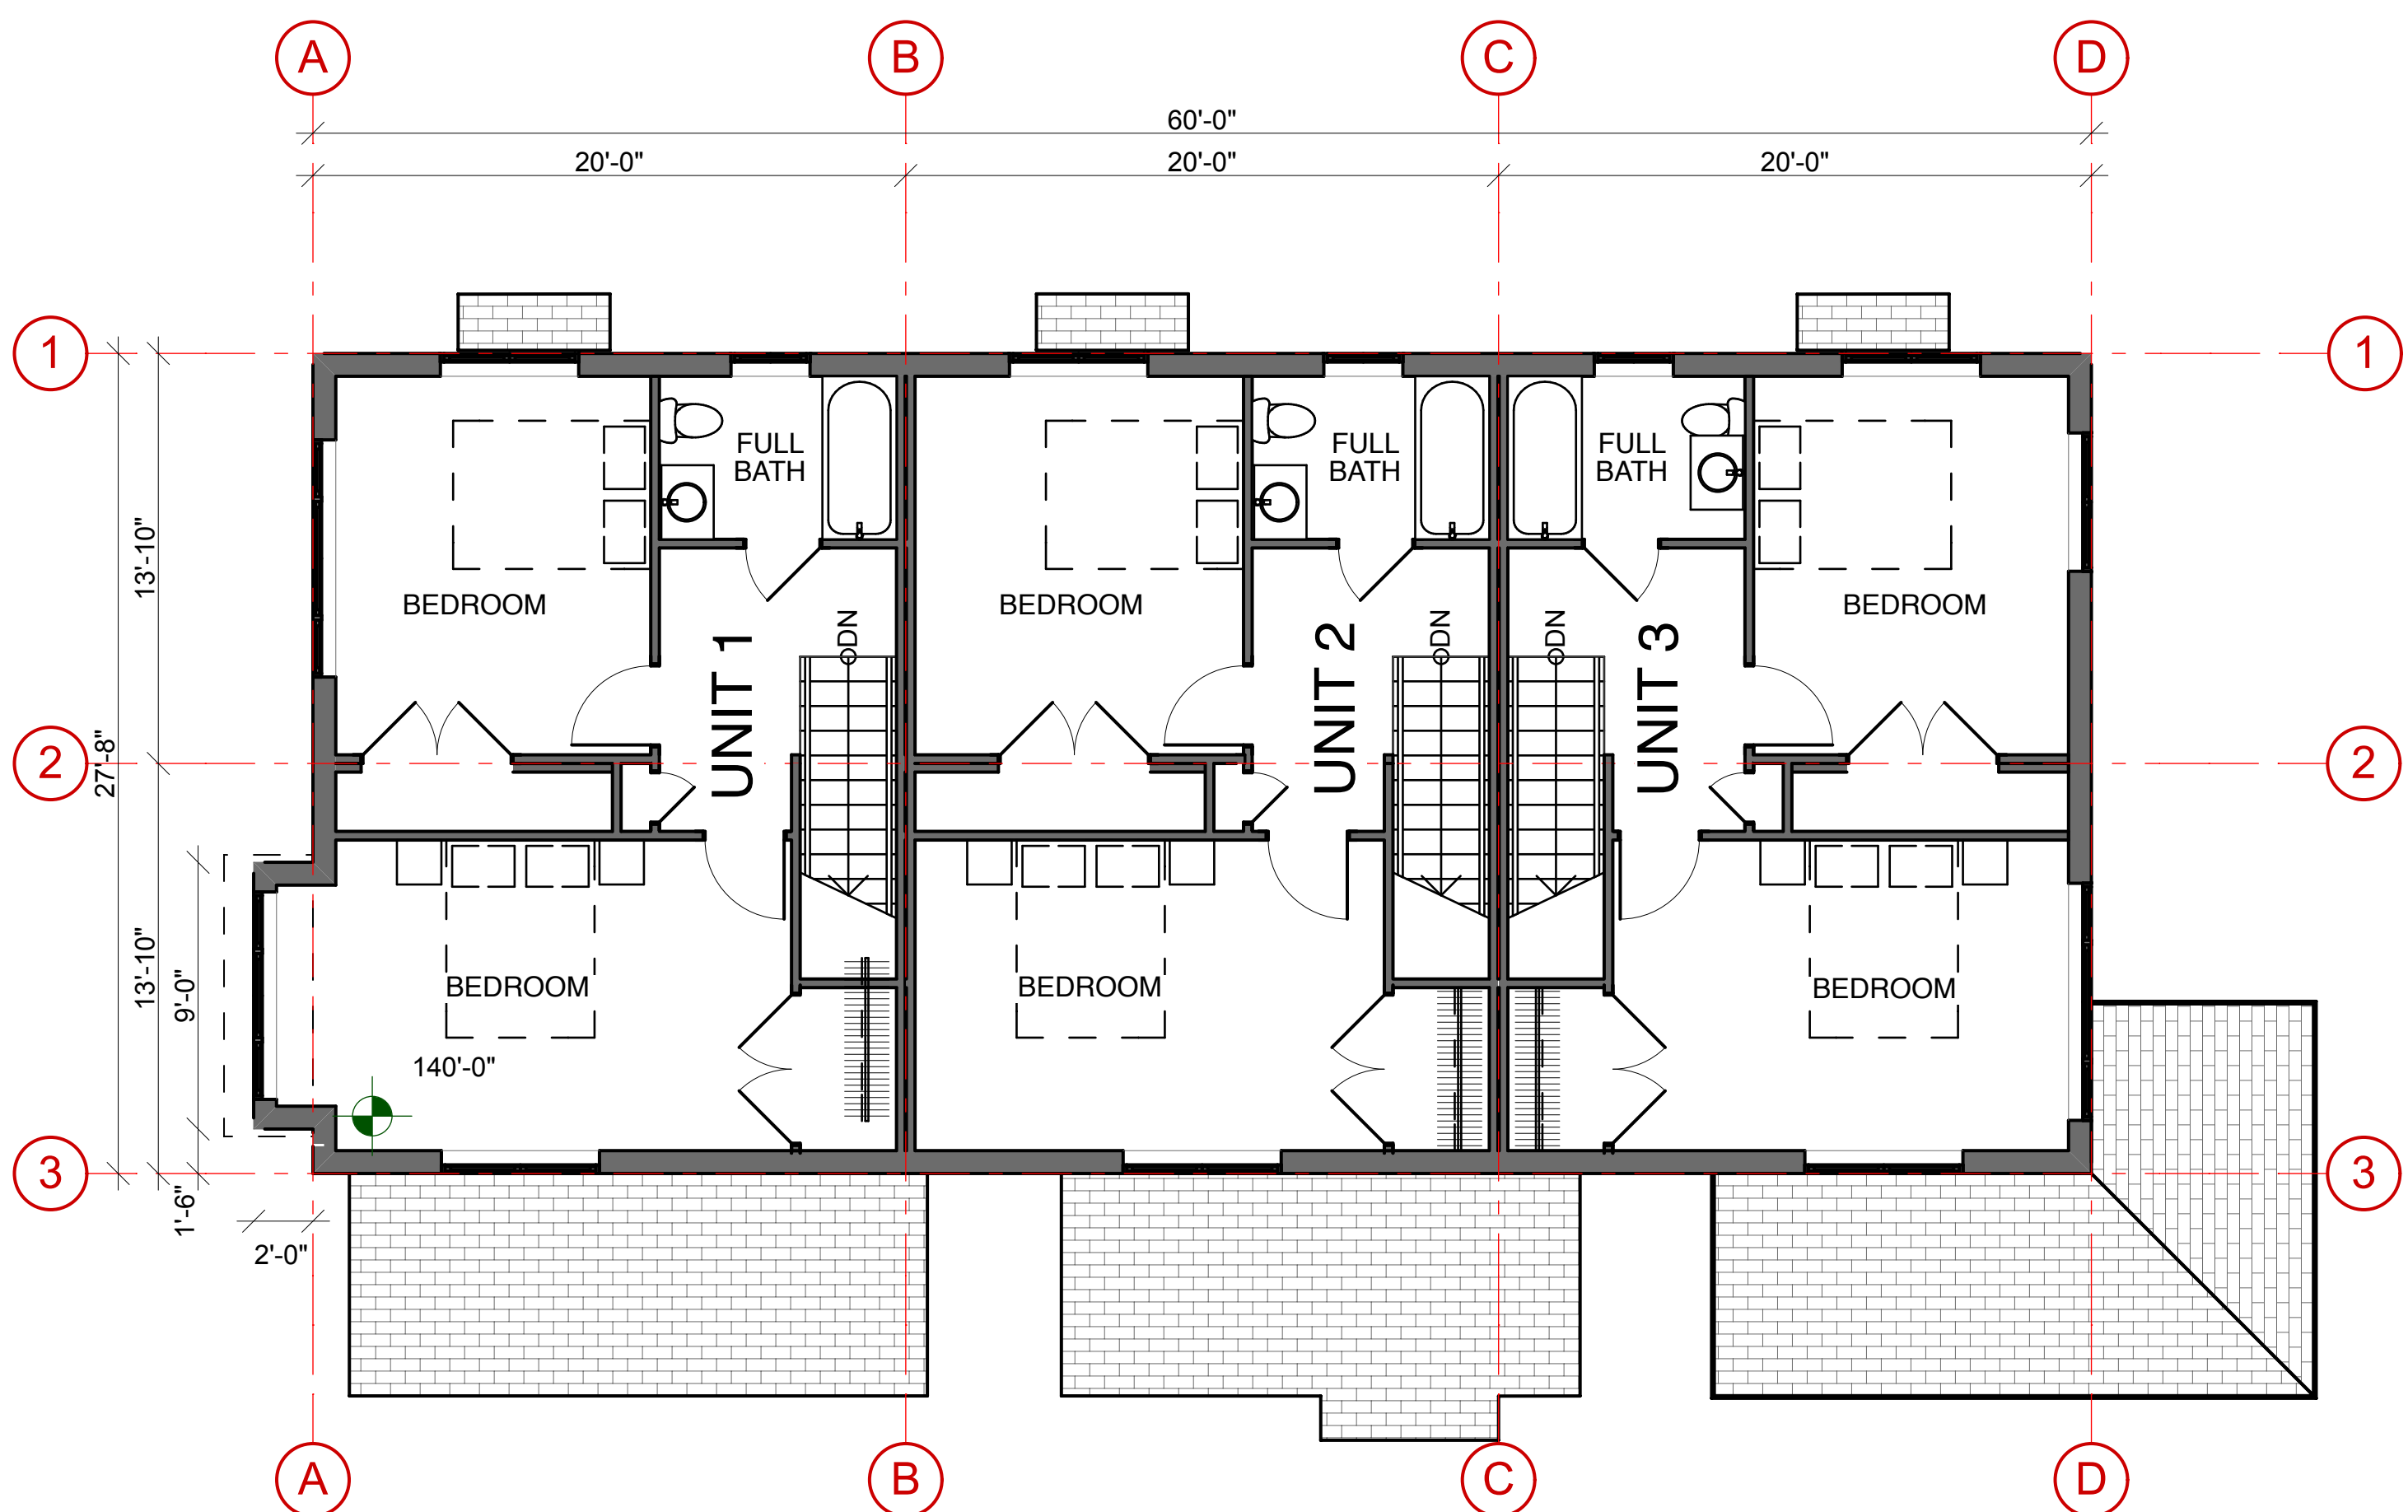 A
B
C
D
60'-0"
20'-0"
20'-0"
20'-0"
1
1
FULL
BATH
FULL
BATH
FULL
BATH
13'-10"
BEDROOM
BEDROOM
BEDROOM
DN
DN
DN
UNIT 1
UNIT 2
UNIT 3
27'-8"
2
2
13'-10"
9'-0"
BEDROOM
BEDROOM
BEDROOM
140'-0"
3
3
1'-6"
2'-0"
A
B
C
D